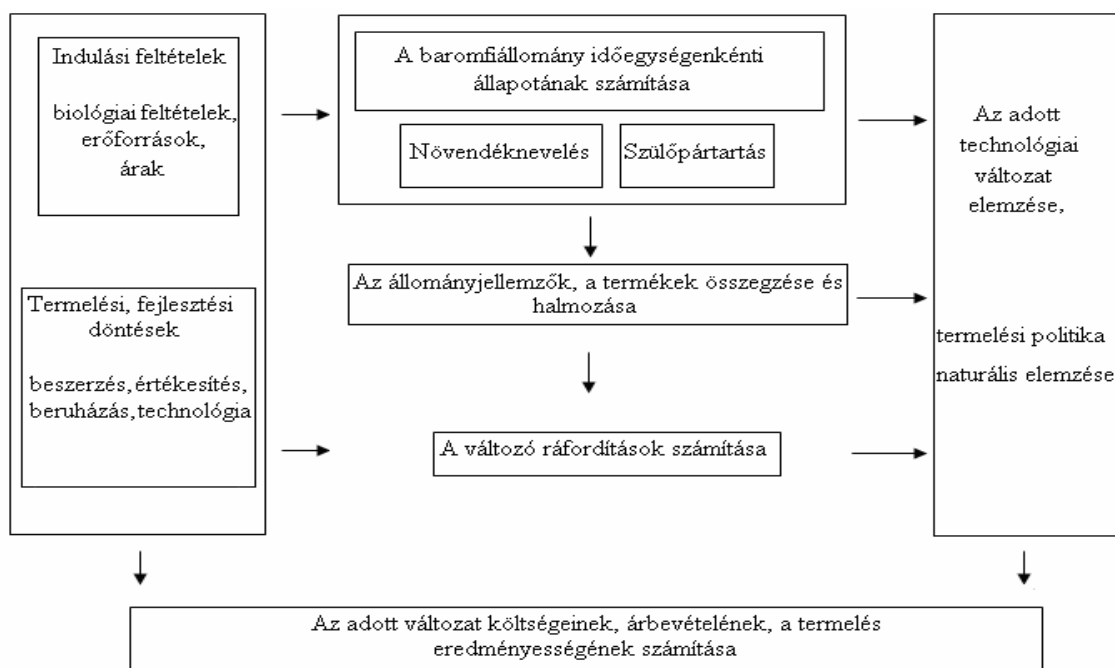 Indulási feltételek
biológiai feltételek,
erőforrások,
árak
Termelési, fejlesztési
döntések
beszerzés, értékesítés,
beruházás, technológia
A baromfiállomány időegységenkénti
állapotának számítása
Növendéknevelés
Szülőpártartás
Az állományjellemzők, a termékek összegzése és
halmozása
A változó ráfordítások számítása
Az adott
technológiai
változat
elemzése,
termelési politika
naturális elemzése
Az adott változat költségeinek, árbevételének, a termelés
eredményességének számítása